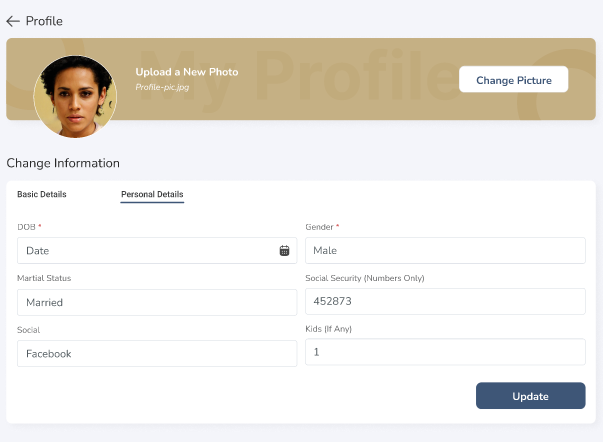 Profile
My Profile
Upload a New Photo
Profile-pic.jpg
Change Picture
Change Information
Basic Details Personal Details
DOB * Gender *
Date Male
Martial Status Social Security (Numbers Only)
Married 452873
Social Kids (If Any)
Facebook 1
Update